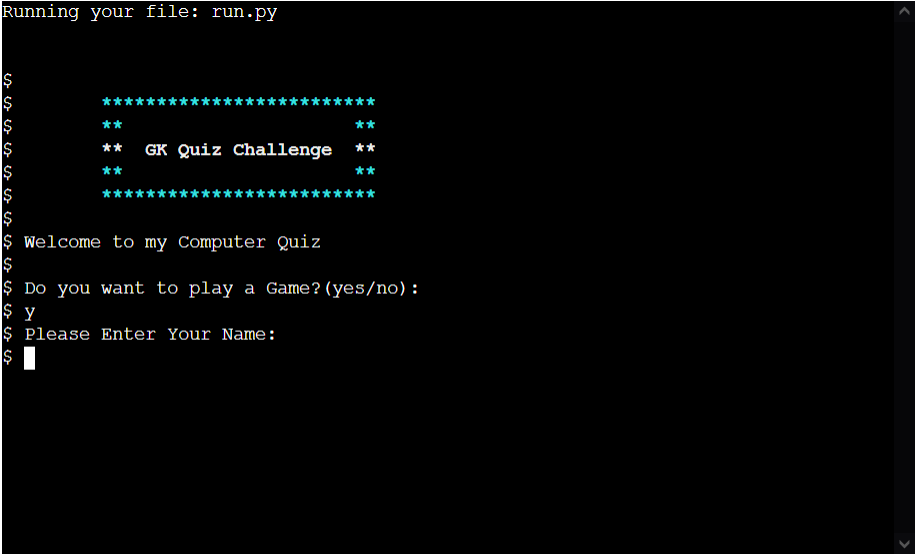 Running your file: run.py
$
$ *************************
$ ** **
$ ** GK Quiz Challenge **
$ ** **
$ *************************
$
$ Welcome to my Computer Quiz
$
$ Do you want to play a Game?(yes/no):
$ y
$ Please Enter Your Name:
$